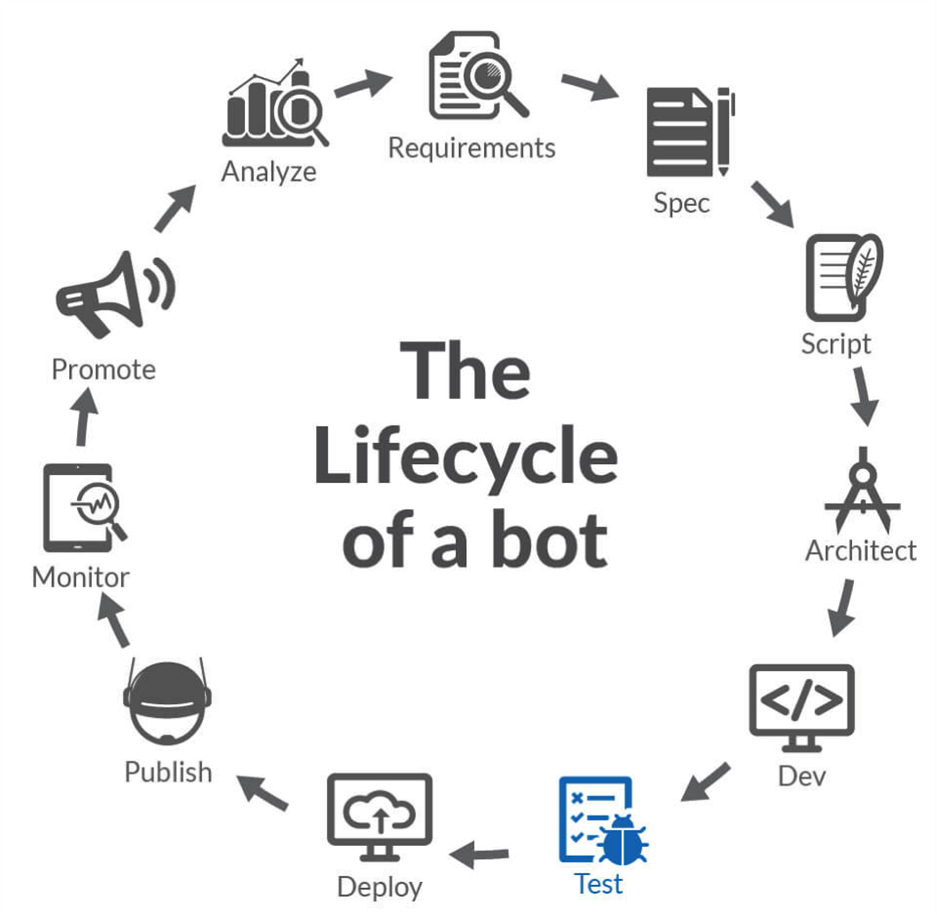 Requirements
Analyze
Spec
Script
Promote
The
Lifecycle
of a bot
Architect
Monitor
</>
Dev
Publish
Test
Deploy